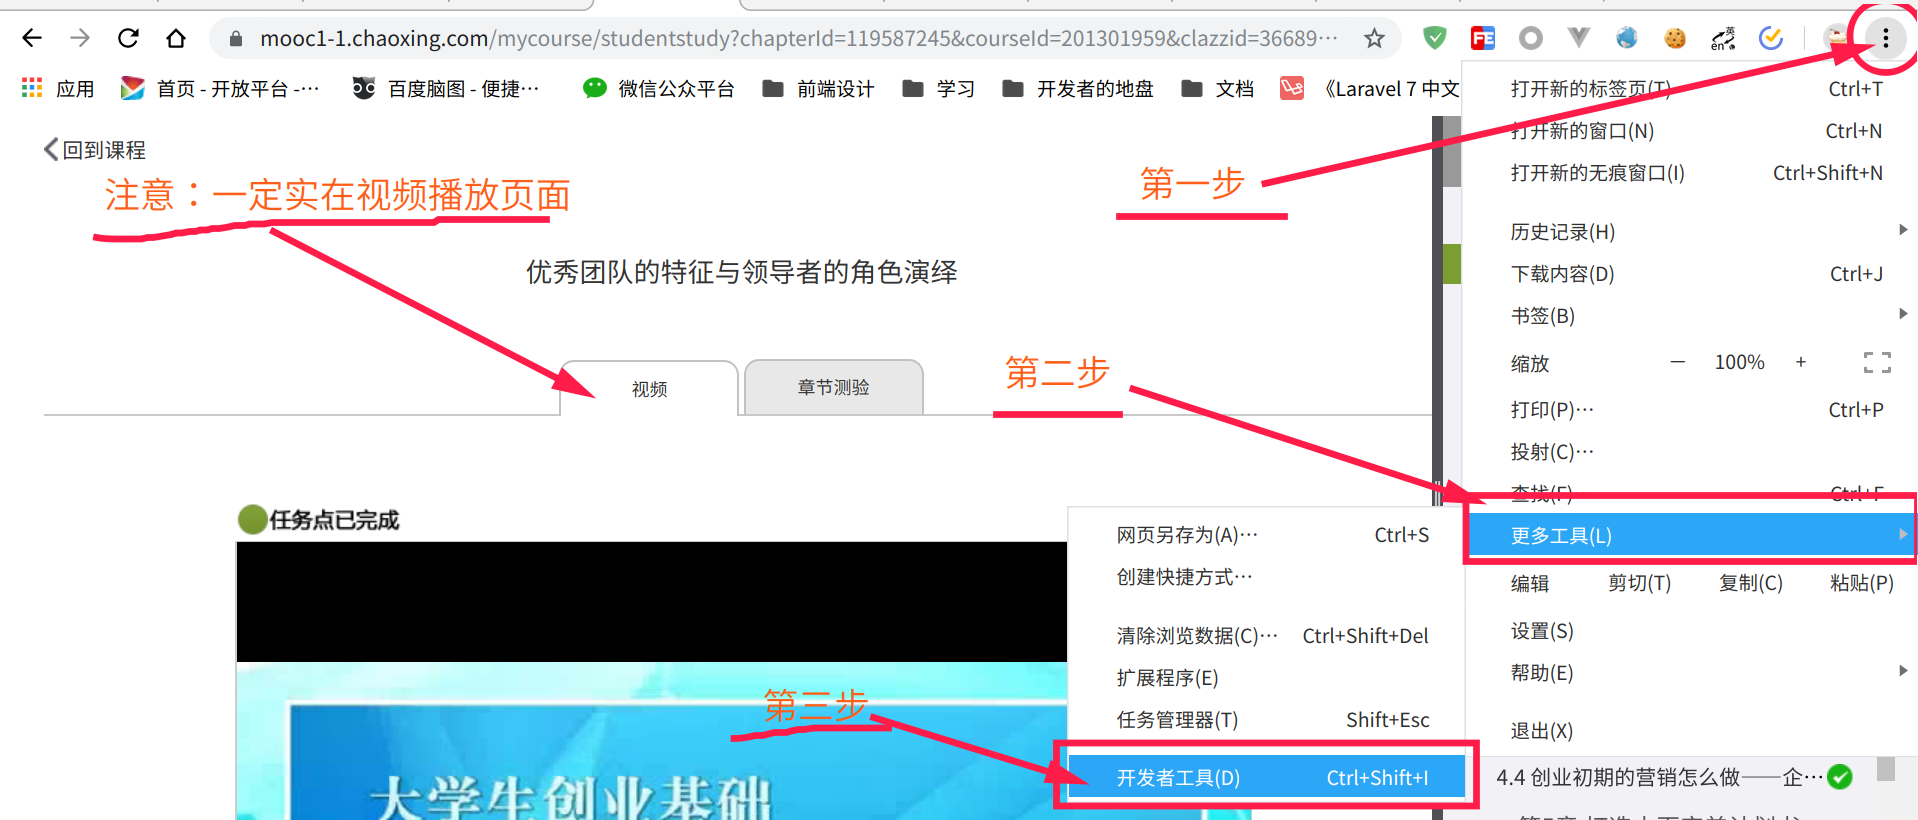 mooc1-1.chaoxing.com/mycourse/studentstudy?chapterId=119587245&courseId=201301959&clazzid=36689…
应用
首页 - 开放平台 -…
百度脑图 - 便捷…
微信公众平台
前端设计
学习
开发者的地盘
文档
《Laravel 7 中文
回到课程
注意：一定实在视频播放页面
第一步
优秀团队的特征与领导者的角色演绎
视频
章节测验
第二步
任务点已完成
第三步
大学生创业基础
打开新的标签页(T) Ctrl+T
打开新的窗口(N) Ctrl+N
打开新的无痕窗口(I) Ctrl+Shift+N
历史记录(H)
下载内容(D) Ctrl+J
书签(B)
缩放 — 100% +
打印(P)… Ctrl+P
投射(C)…
查找(F) Ctrl+F
更多工具(L)
编辑 剪切(T) 复制(C) 粘贴(P)
设置(S)
帮助(E)
退出(X)
网页另存为(A)… Ctrl+S
创建快捷方式…
清除浏览数据(C)… Ctrl+Shift+Del
扩展程序(E)
任务管理器(T) Shift+Esc
开发者工具(D) Ctrl+Shift+I
4.4 创业初期的营销怎么做——企…